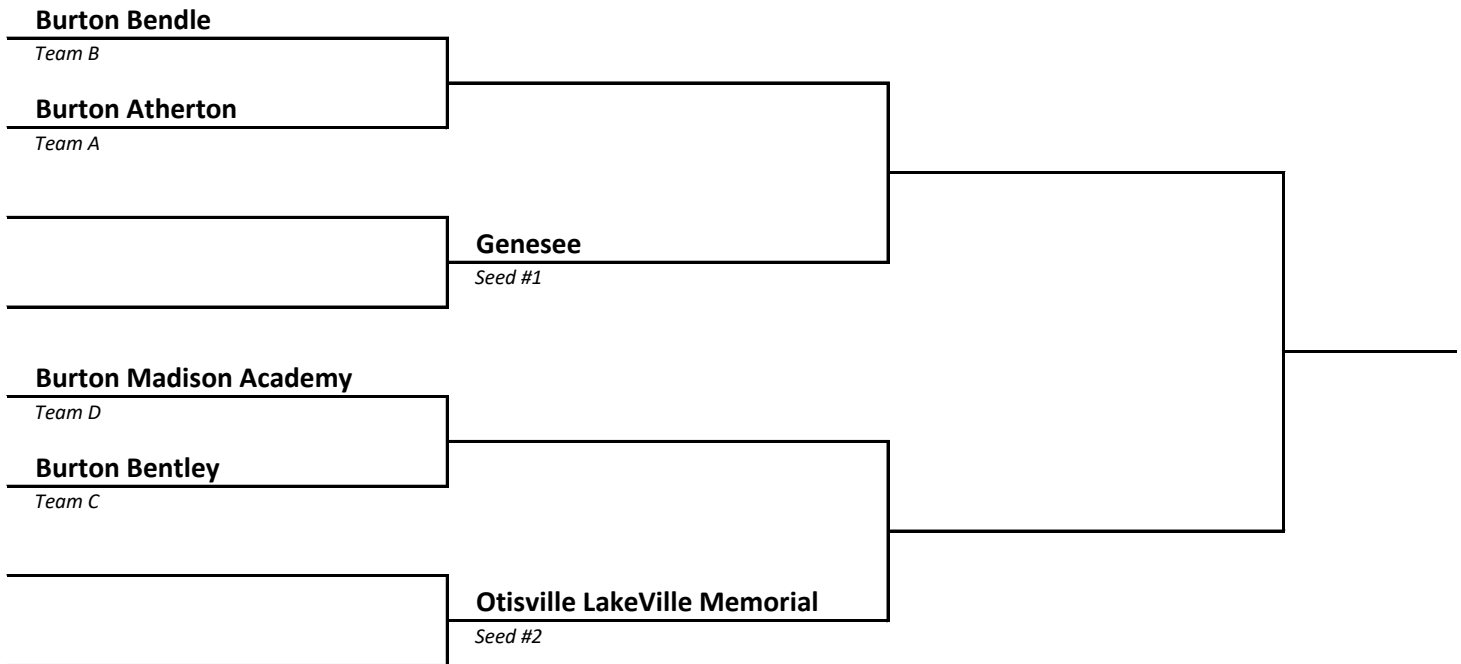 Burton Bendle
Team B
Burton Atherton
Team A
Genesee
Seed #1
Burton Madison Academy
Team D
Burton Bentley
Team C
Otisville LakeVille Memorial
Seed #2